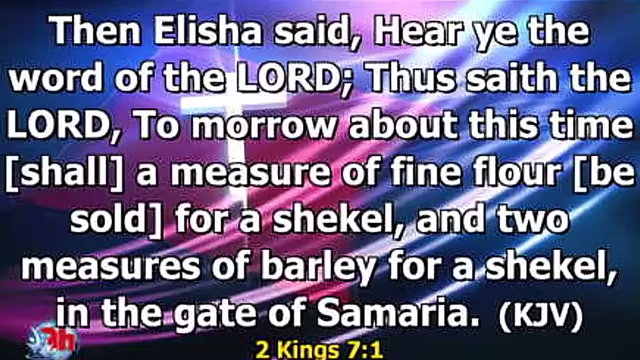 Then Elisha said, Hear ye the
word of the LORD; Thus saith the
LORD, To morrow about this time
[shall] a measure of fine flour [be
sold] for a shekel, and two
measures of barley for a shekel,
in the gate of Samaria. (KJV)
2 Kings 7:1